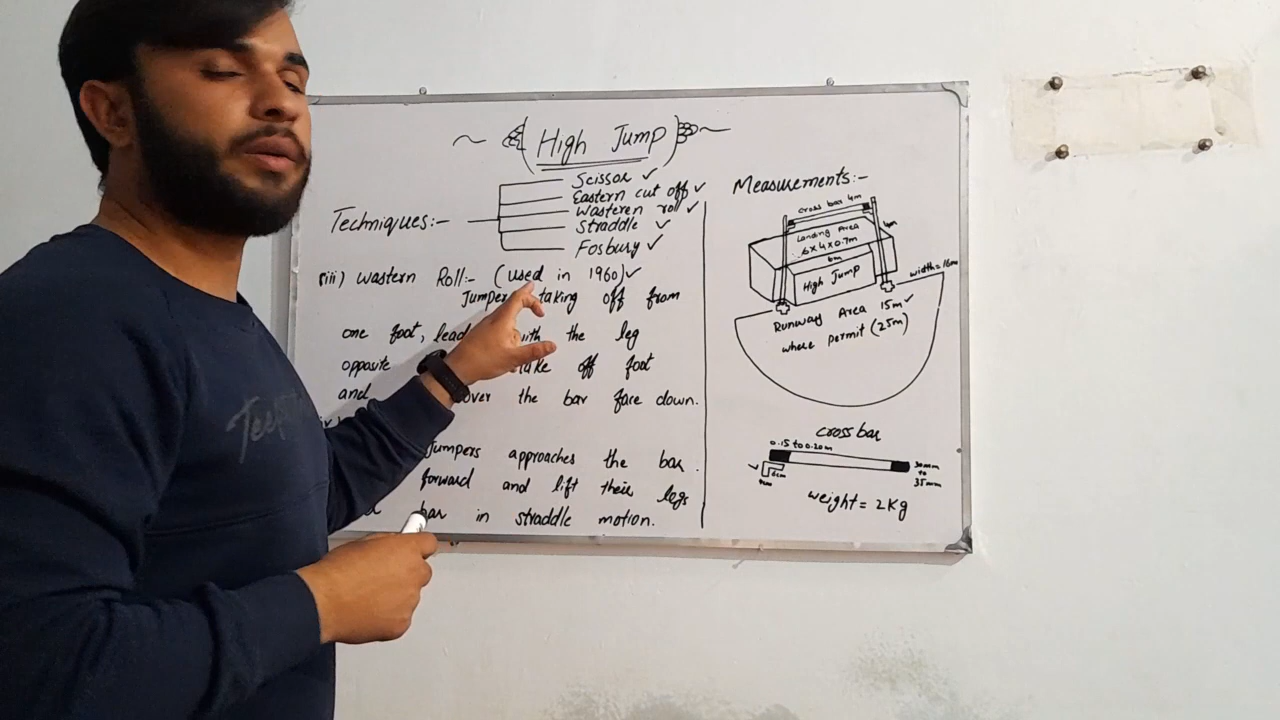 High Jump
Techniques:-
Scissor ✓
Eastern cut off ✓
Wasteren roll ✓
Straddle ✓
Fosbury ✓
(iii) wastern Roll:- (used in 1960) ✓
Jumper taking off from
one foot, lead with the leg
opposite take off foot
and over the bar face down.
Jumpers approaches the bar
forward and lift their legs
bar in straddle motion.
Measurements:-
cross bar 4m
4m
Landing Area
6x4x0.7m
6m
High Jump
width=16m
Runway Area 15m ✓
where permit (25m)
cross bar
0.15 to 0.20m
30mm
to
35mm
weight = 2Kg